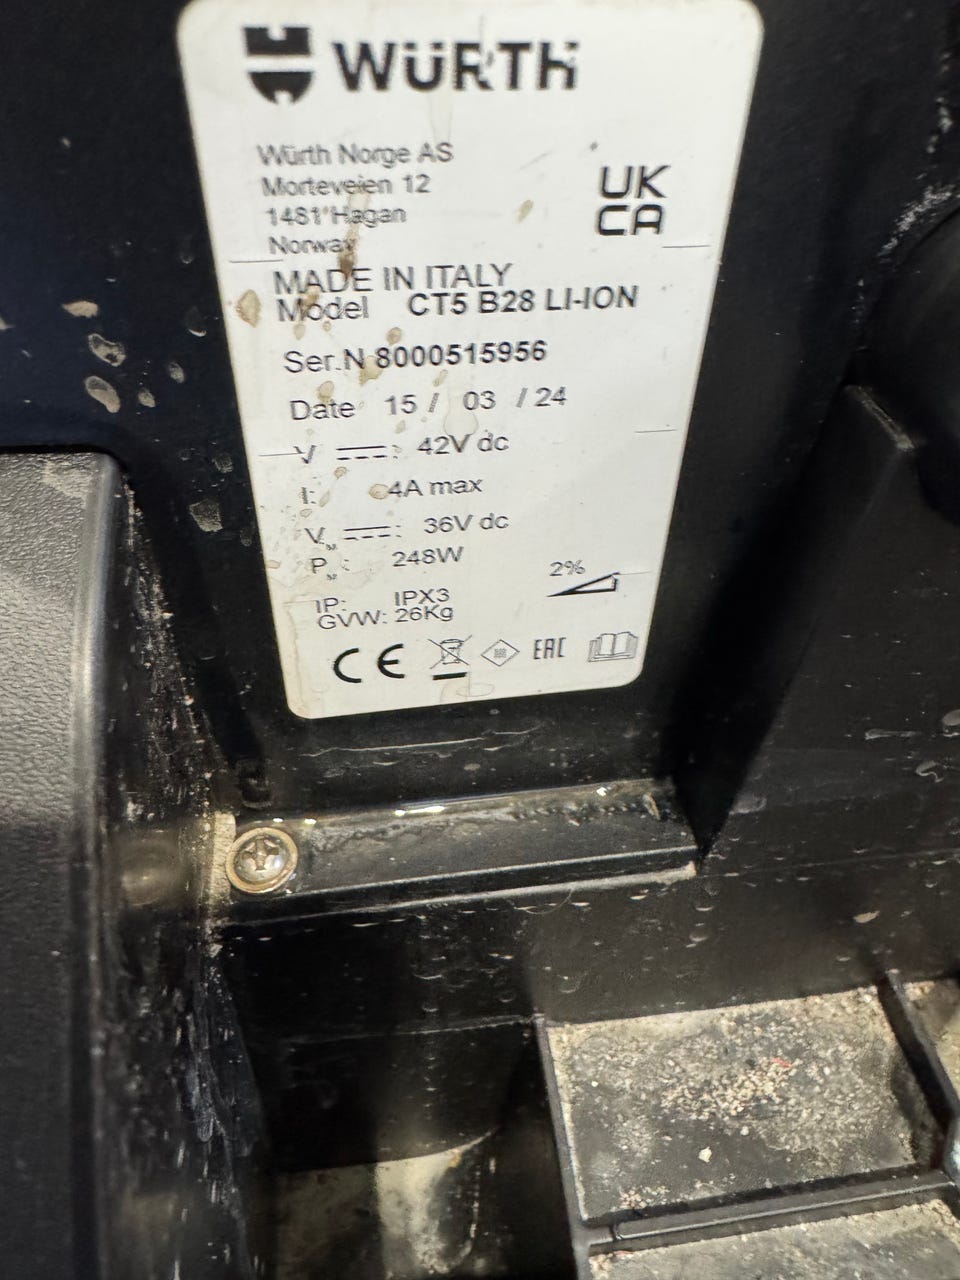 WÜRTH
Würth Norge AS
Morteveien 12
1481 Hagan
Norway
UK
CA
MADE IN ITALY
Model CT5 B28 LI-ION
Ser.N 8000515956
Date 15 / 03 / 24
V : 42V dc
I: 4A max
VM : 36V dc
PM : 248W
2%
IP: IPX3
GVW: 26Kg
CE EAC